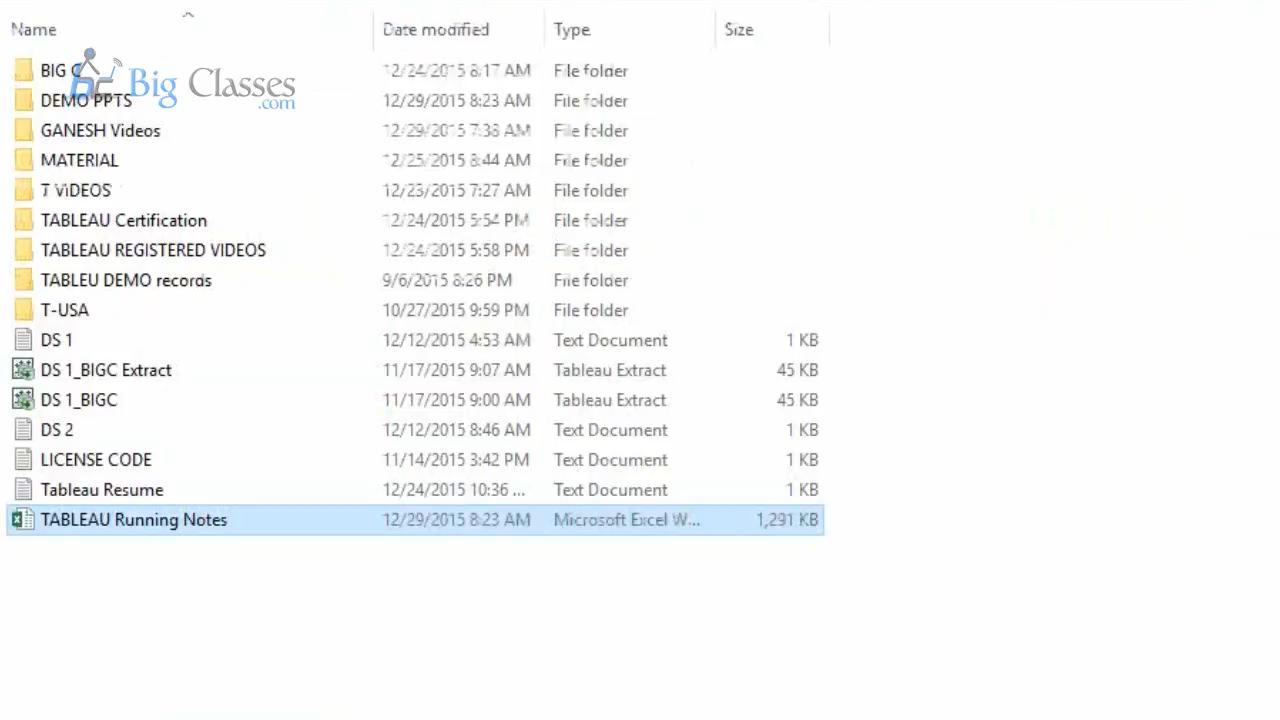 Name Date modified Type Size
BIG C 12/24/2015 8:17 AM File folder
Big Classes
.com
DEMO PPTS 12/29/2015 8:23 AM File folder
GANESH Videos 12/29/2015 7:38 AM File folder
MATERIAL 12/25/2015 8:44 AM File folder
T VIDEOS 12/23/2015 7:27 AM File folder
TABLEAU Certification 12/24/2015 5:54 PM File folder
TABLEAU REGISTERED VIDEOS 12/24/2015 5:58 PM File folder
TABLEU DEMO records 9/6/2015 8:26 PM File folder
T-USA 10/27/2015 9:59 PM File folder
DS 1 12/12/2015 4:53 AM Text Document 1 KB
DS 1_BIGC Extract 11/17/2015 9:07 AM Tableau Extract 45 KB
DS 1_BIGC 11/17/2015 9:00 AM Tableau Extract 45 KB
DS 2 12/12/2015 8:46 AM Text Document 1 KB
LICENSE CODE 11/14/2015 3:42 PM Text Document 1 KB
Tableau Resume 12/24/2015 10:36 ... Text Document 1 KB
TABLEAU Running Notes 12/29/2015 8:23 AM Microsoft Excel W... 1,291 KB